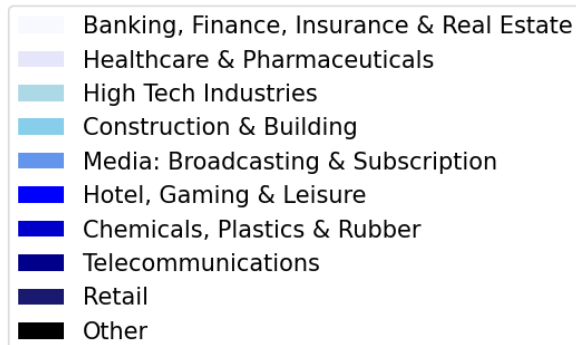 Banking, Finance, Insurance & Real Estate
Healthcare & Pharmaceuticals
High Tech Industries
Construction & Building
Media: Broadcasting & Subscription
Hotel, Gaming & Leisure
Chemicals, Plastics & Rubber
Telecommunications
Retail
Other